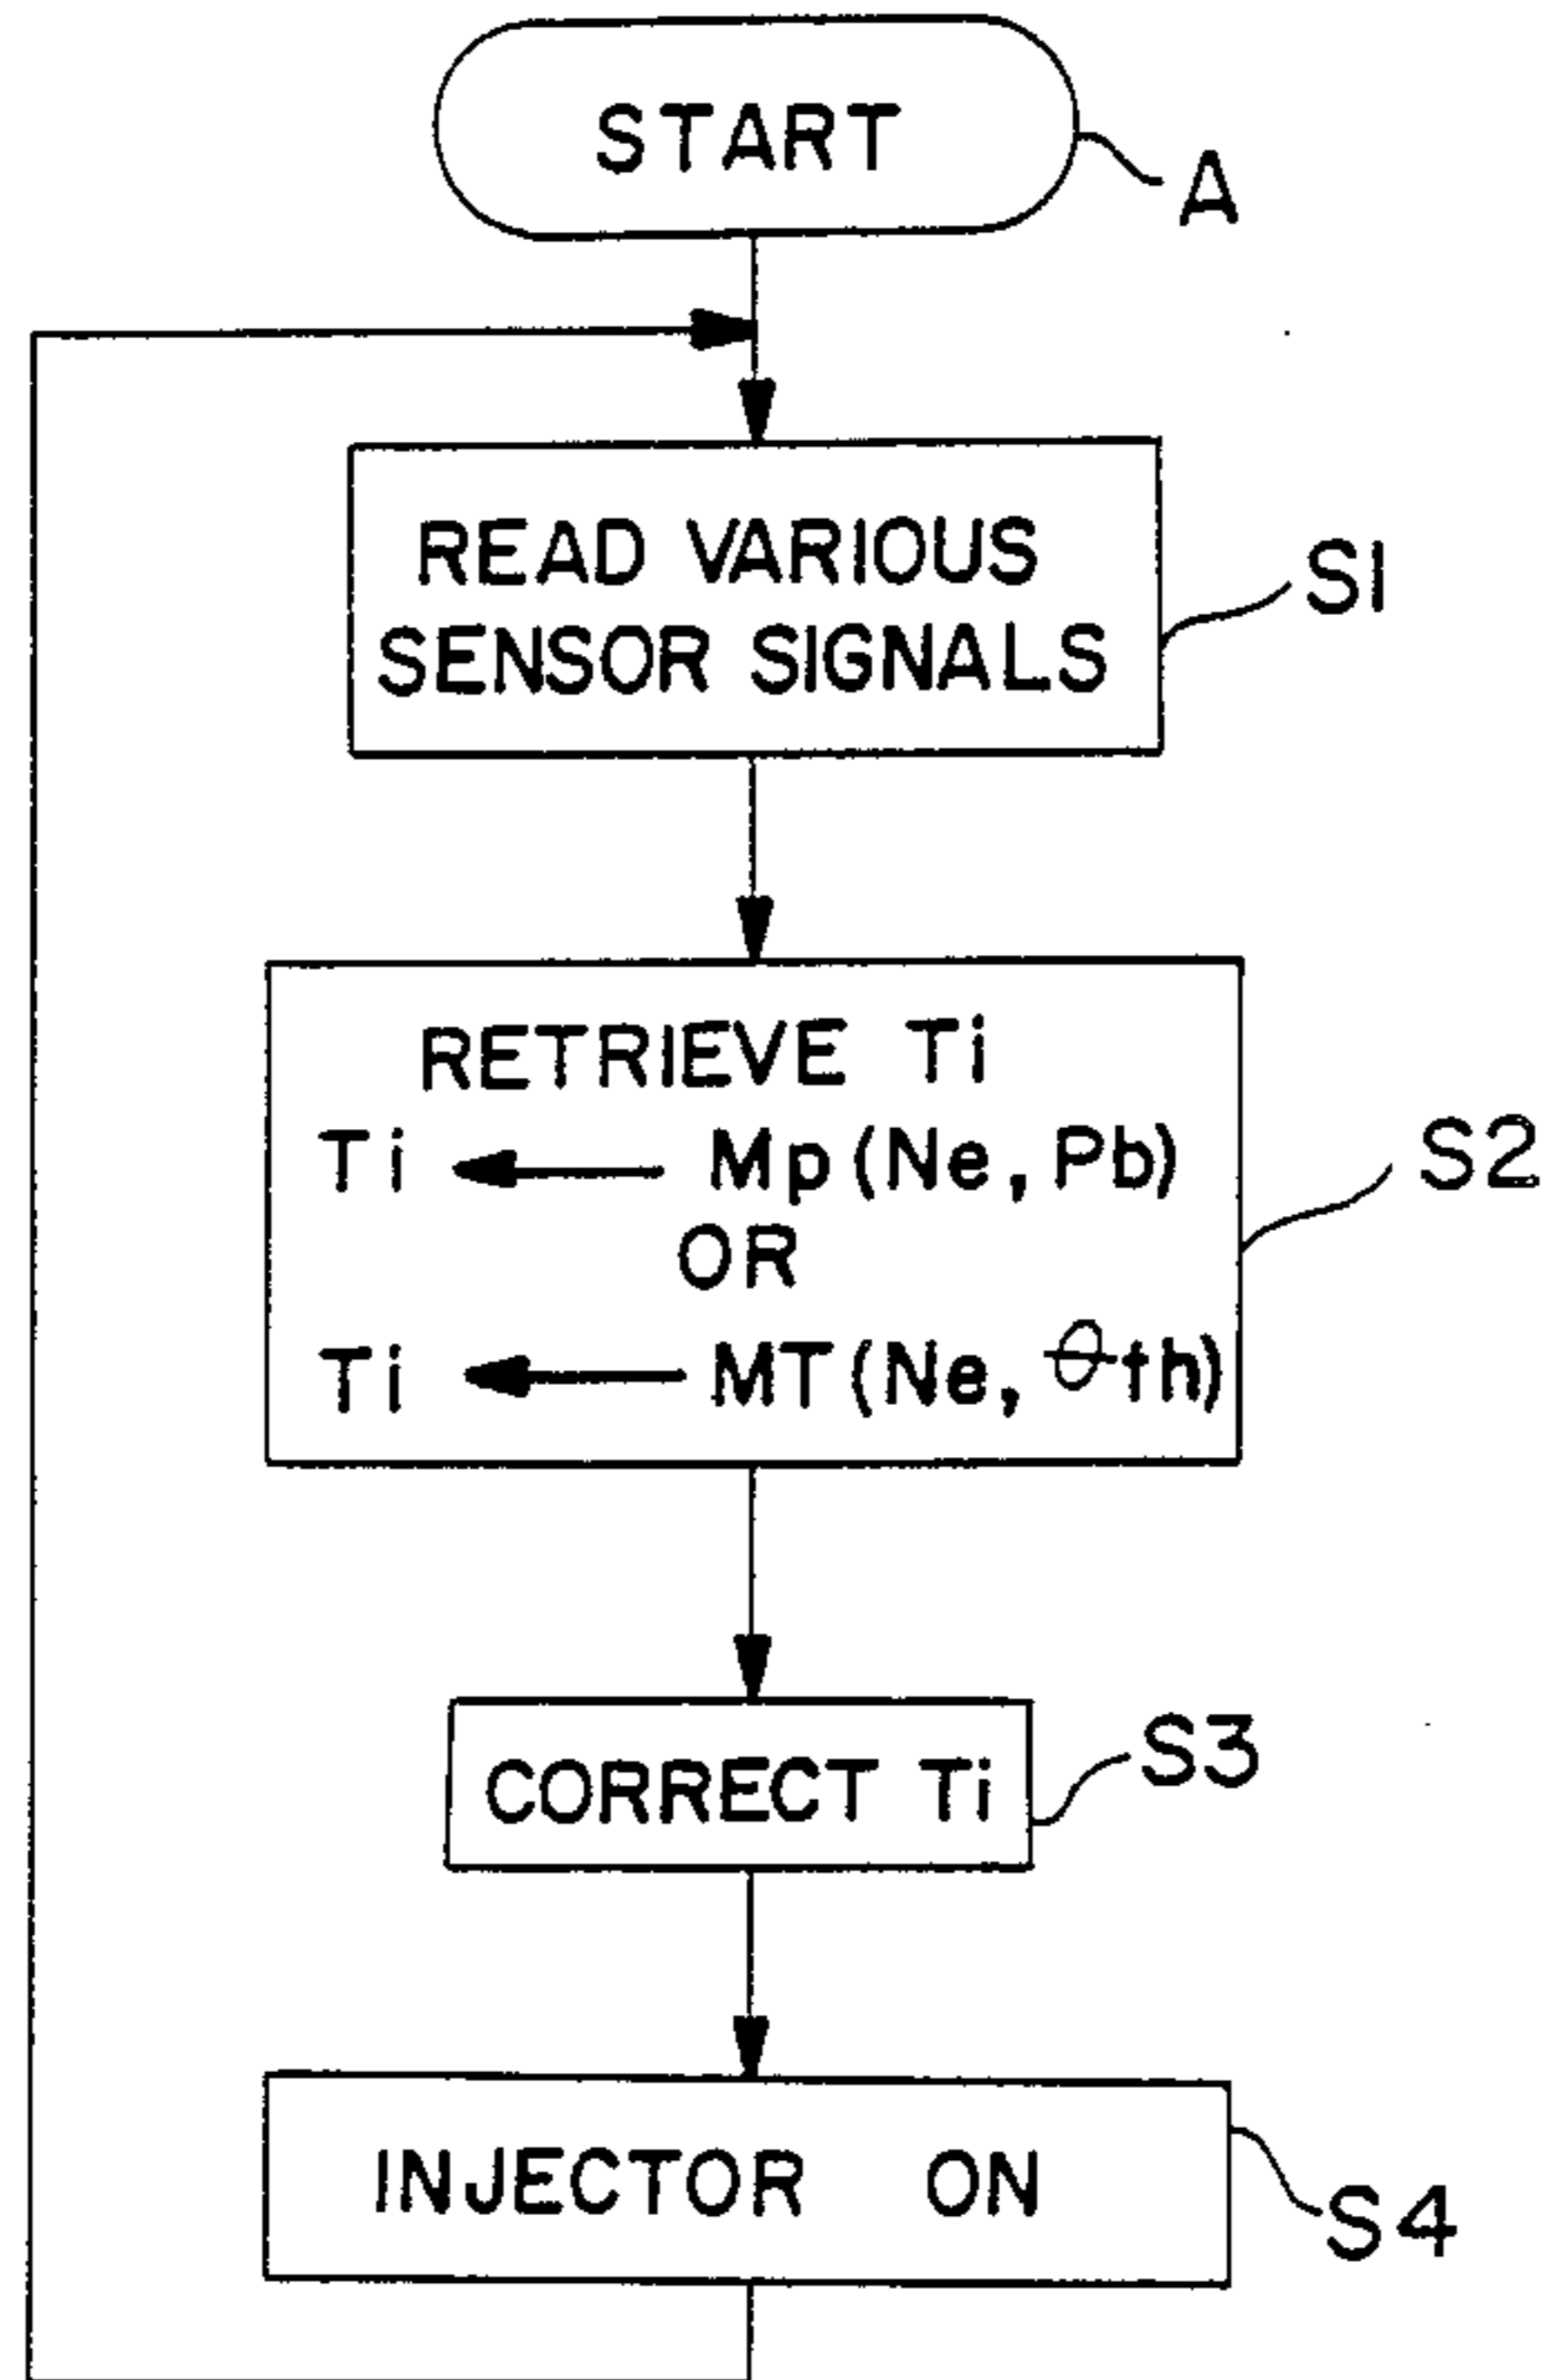 START
A
READ VARIOUS
SENSOR SIGNALS
S1
RETRIEVE Ti
Ti ← Mp(Ne, Pb)
OR
Ti ← MT(Ne, θth)
S2
CORRECT Ti
S3
INJECTOR ON
S4